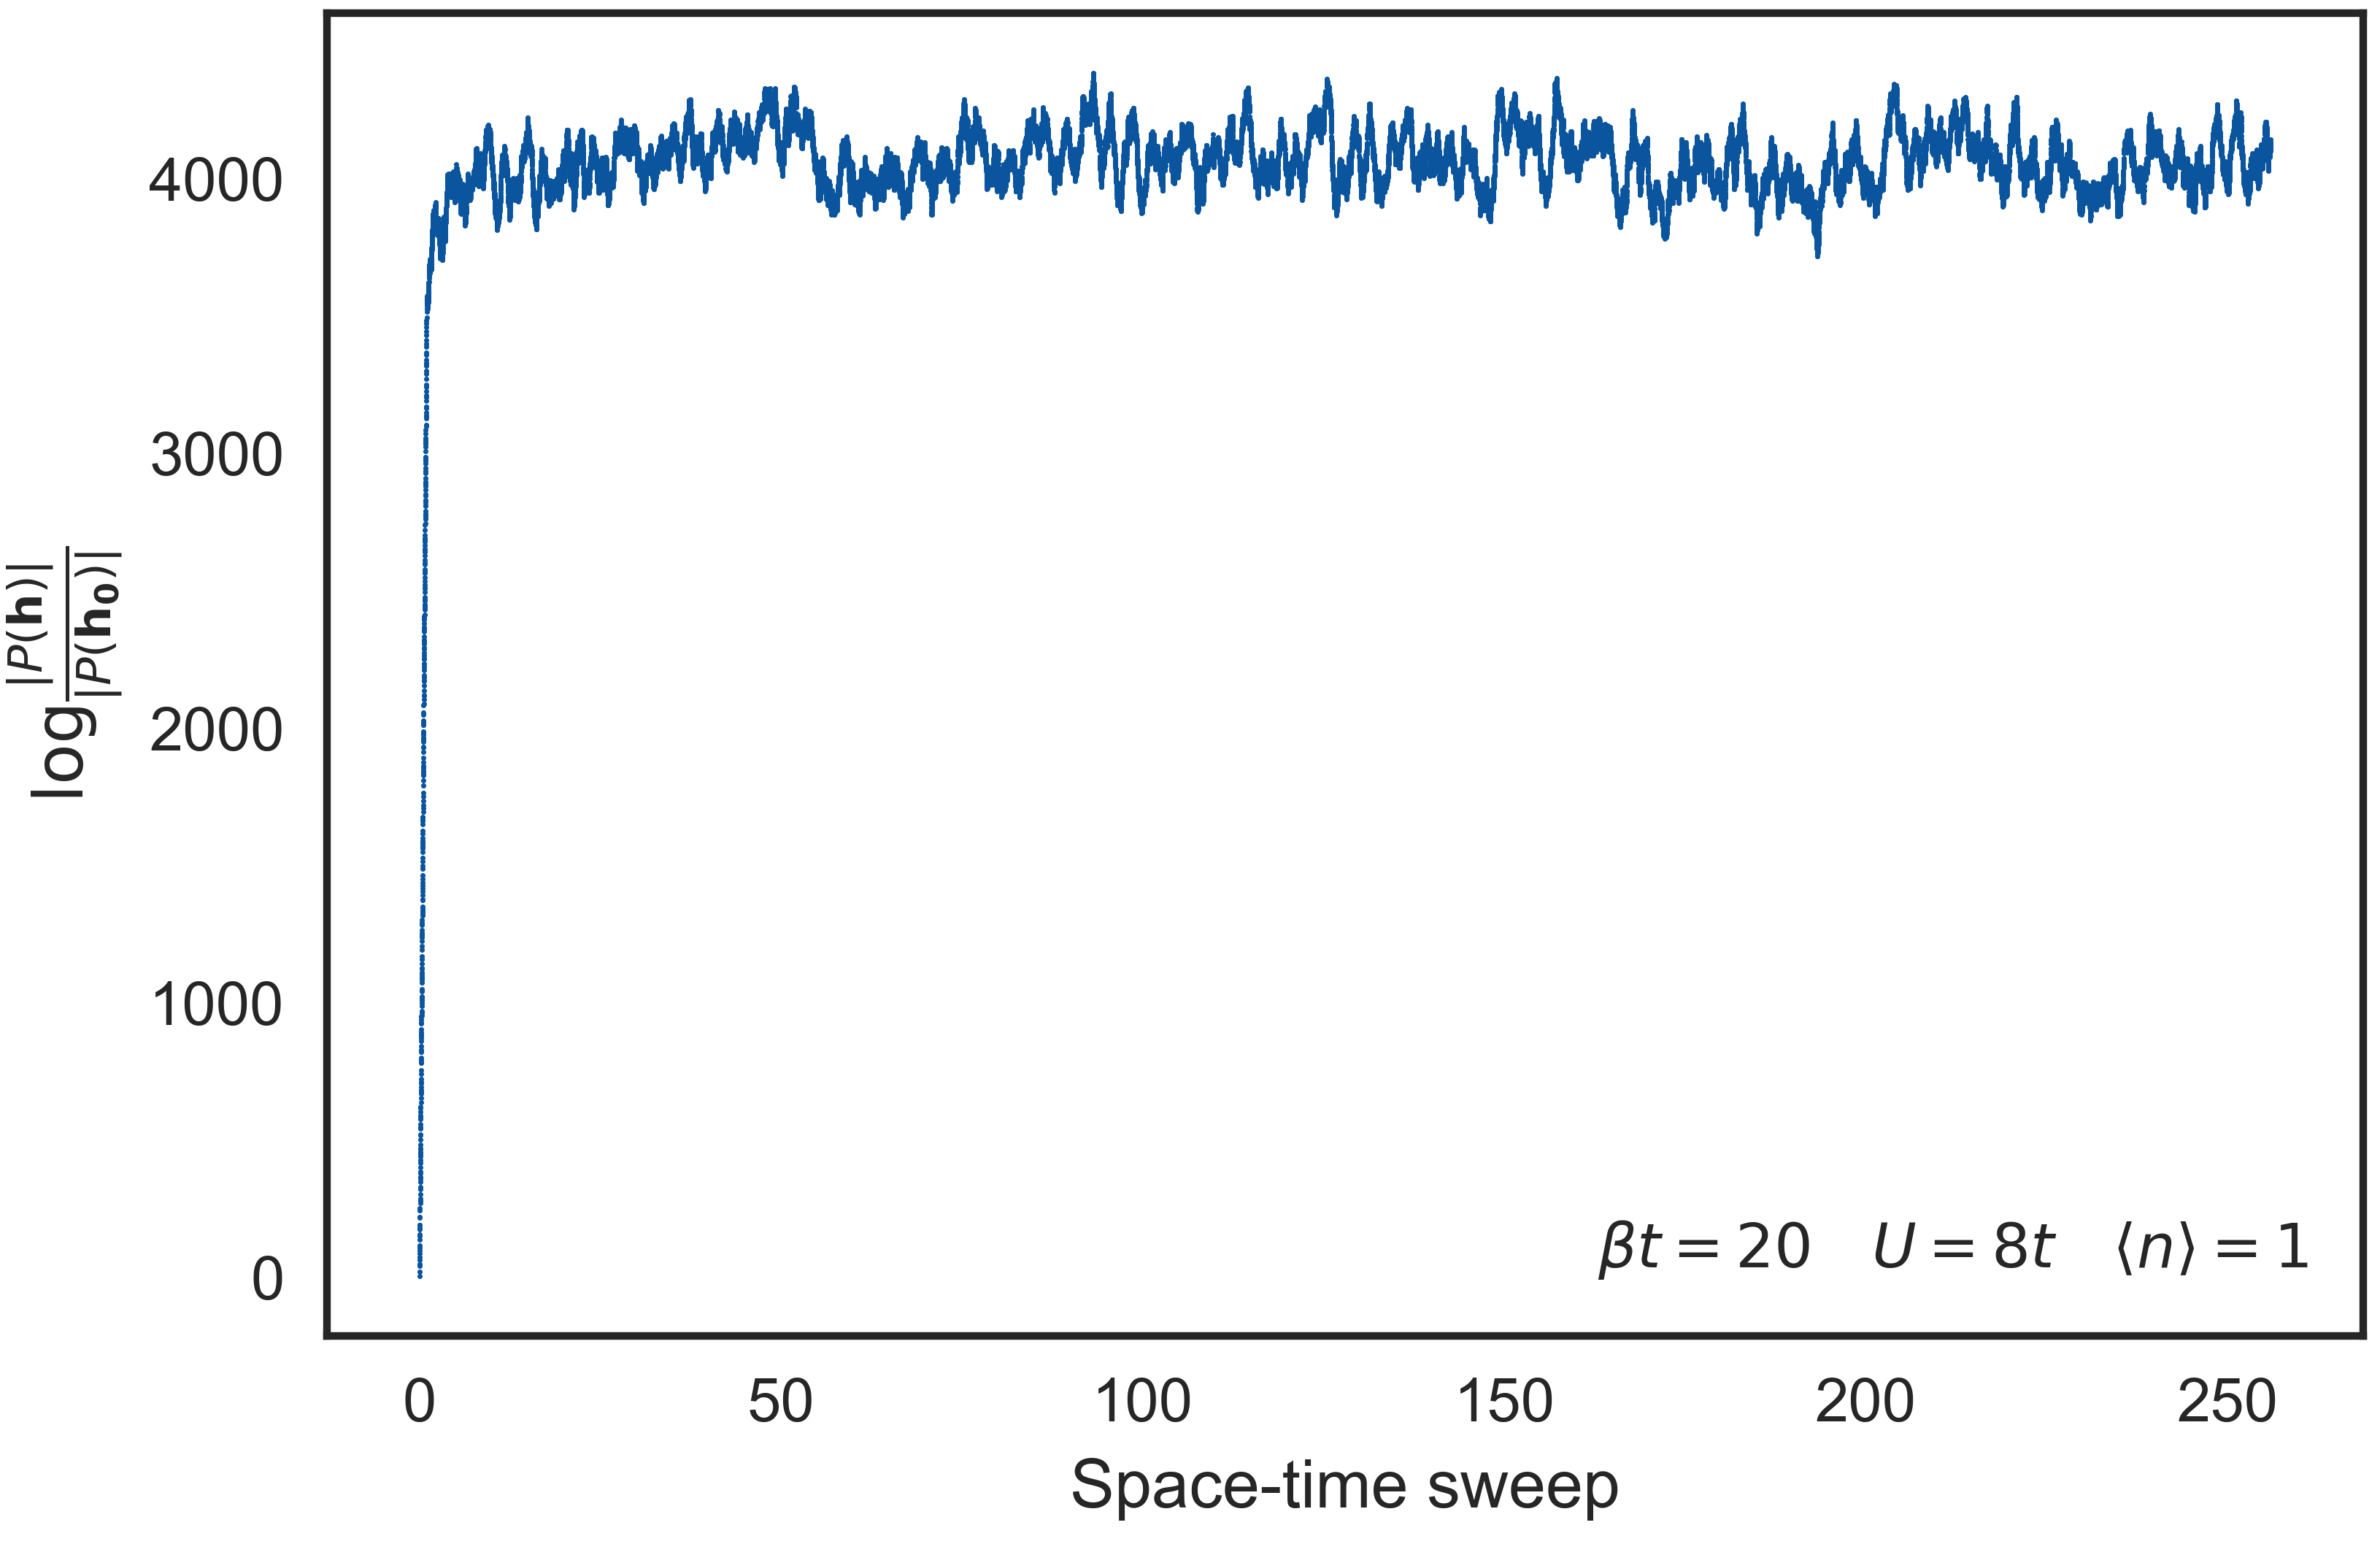 log |P(𝐡)| / |P(𝐡₀)|
4000
3000
2000
1000
0
βt = 20 U = 8t ⟨n⟩ = 1
0 50 100 150 200 250
Space-time sweep